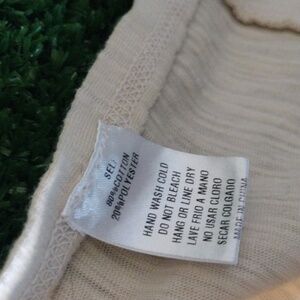 SEL:
80%COTTON
20%POLYESTER
HAND WASH COLD
DO NOT BLEACH
HANG OR LINE DRY
LAVE FRIO A MANO
NO USAR CLORO
SECAR COLGADO
MADE IN CHINA